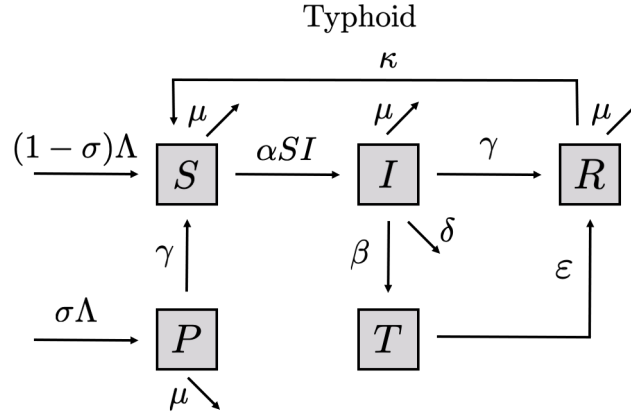 Typhoid
κ
μ μ μ
(1 − σ)Λ S αSI I γ R
γ β δ ε
σΛ P T
μ